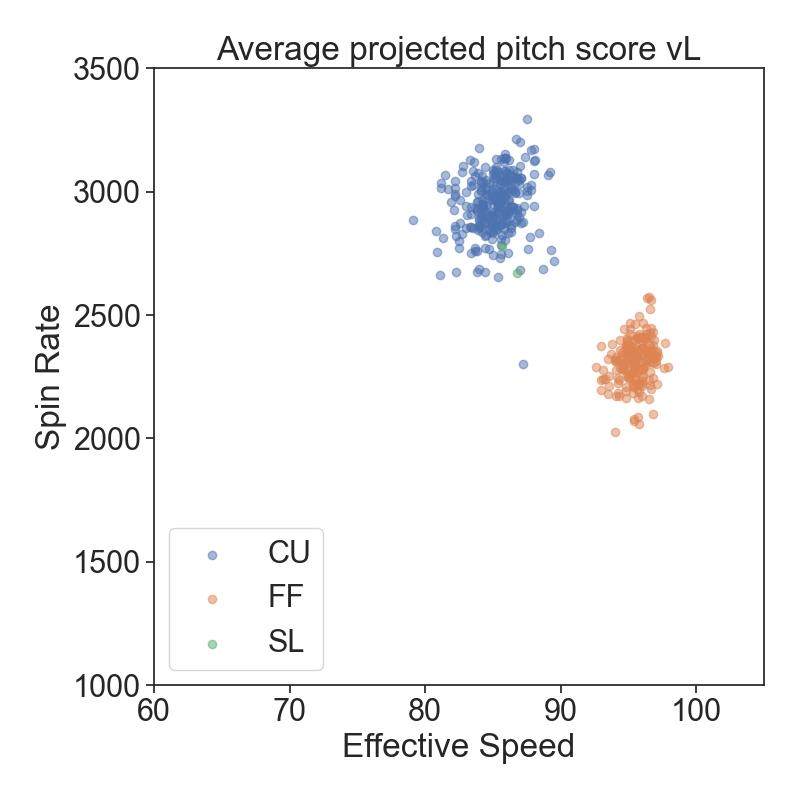 Average projected pitch score vL
3500
3000
2500
2000
1500
1000
Spin Rate
CU
FF
SL
60 70 80 90 100
Effective Speed